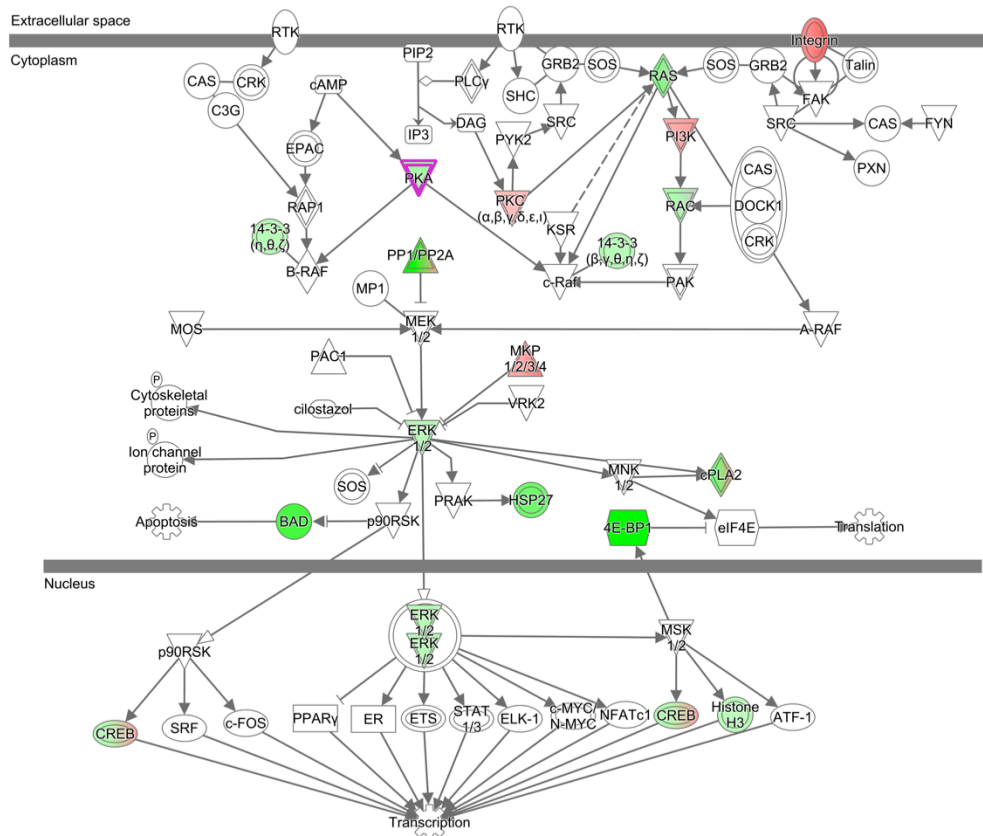 Extracellular space
Cytoplasm
RTK
RTK
Integrin
PIP2
CAS
CRK
cAMP
PLCγ
GRB2
SOS
RAS
SOS
GRB2
Talin
C3G
SHC
FAK
IP3
DAG
PYK2
SRC
PI3K
SRC
CAS
FYN
EPAC
PXN
PKA
CAS
RAP1
PKC
(α,β,γ,δ,ε,ι)
RAC
DOCK1
14-3-3
(η,θ,ζ)
KSR
14-3-3
(β,γ,θ,η,ζ)
CRK
B-RAF
PP1/PP2A
c-Raf
PAK
MP1
MOS
MEK
1/2
A-RAF
PAC1
MKP
1/2/3/4
P
Cytoskeletal
proteins
cilostazol
VRK2
ERK
1/2
P
Ion channel
protein
SOS
PRAK
MNK
1/2
cPLA2
HSP27
Apoptosis
BAD
p90RSK
4E-BP1
eIF4E
Translation
Nucleus
ERK
1/2
ERK
1/2
p90RSK
MSK
1/2
CREB
SRF
c-FOS
PPARγ
ER
ETS
STAT
1/3
ELK-1
c-MYC/
N-MYC
NFATc1
CREB
Histone
H3
ATF-1
Transcription